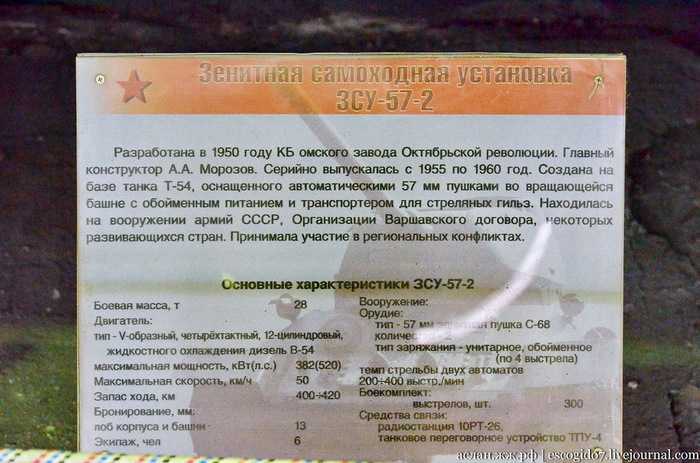 Зенитная самоходная установка
ЗСУ-57-2
Разработана в 1950 году КБ омского завода Октябрьской революции. Главный
конструктор А.А. Морозов. Серийно выпускалась с 1955 по 1960 год. Создана на
базе танка Т-54, оснащенного автоматическими 57 мм пушками во вращающейся
башне с обойменным питанием и транспортером для стреляных гильз. Находилась
на вооружении армий СССР, Организации Варшавского договора, некоторых
развивающихся стран. Принимала участие в региональных конфликтах.
Основные характеристики ЗСУ-57-2
Боевая масса, т 28
Двигатель:
тип - V-образный, четырёхтактный, 12-цилиндровый,
жидкостного охлаждения дизель В-54
максимальная мощность, кВт(л.с.) 382(520)
Максимальная скорость, км/ч 50
Запас хода, км 400÷420
Бронирование, мм:
лоб корпуса и башни 13
Экипаж, чел 6
Вооружение:
Орудие:
тип - 57 мм зенитная пушка С-68
тип заряжания - унитарное, обойменное
(по 4 выстрела)
темп стрельбы двух автоматов
200÷400 выстр./мин
Боекомплект:
выстрелов, шт. 300
Средства связи:
радиостанция 10РТ-26,
танковое переговорное устройство ТПУ-4
аслан.жж.рф | escogido7.livejournal.com